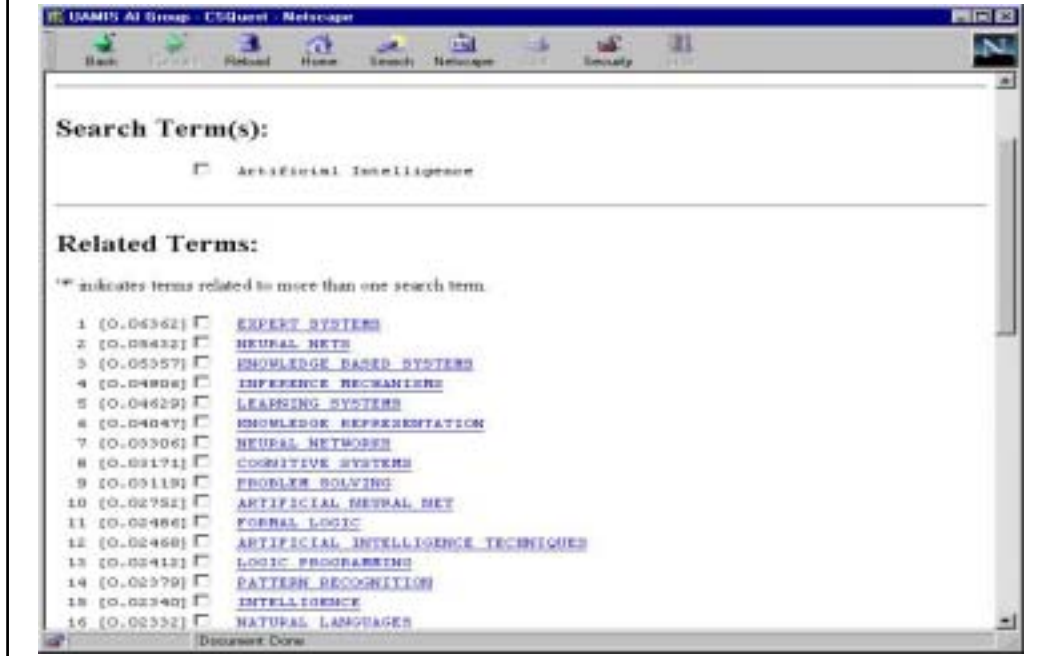 UAMIS AI Group - CSQuest - Netscape
Back Reload Home Search Netscape Security
Search Term(s):
Artificial Intelligence
Related Terms:
'*' indicates terms related to more than one search term.
1 [0.06362] EXPERT SYSTEMS
2 [0.05432] NEURAL NETS
3 [0.05357] KNOWLEDGE BASED SYSTEMS
4 [0.04806] INFERENCE MECHANISMS
5 [0.04629] LEARNING SYSTEMS
6 [0.04047] KNOWLEDGE REPRESENTATION
7 [0.03306] NEURAL NETWORKS
8 [0.03171] COGNITIVE SYSTEMS
9 [0.03119] PROBLEM SOLVING
10 [0.02752] ARTIFICIAL NEURAL NET
11 [0.02486] FORMAL LOGIC
12 [0.02468] ARTIFICIAL INTELLIGENCE TECHNIQUES
13 [0.02412] LOGIC PROGRAMMING
14 [0.02379] PATTERN RECOGNITION
15 [0.02340] INTELLIGENCE
16 [0.02332] NATURAL LANGUAGES
Document: Done